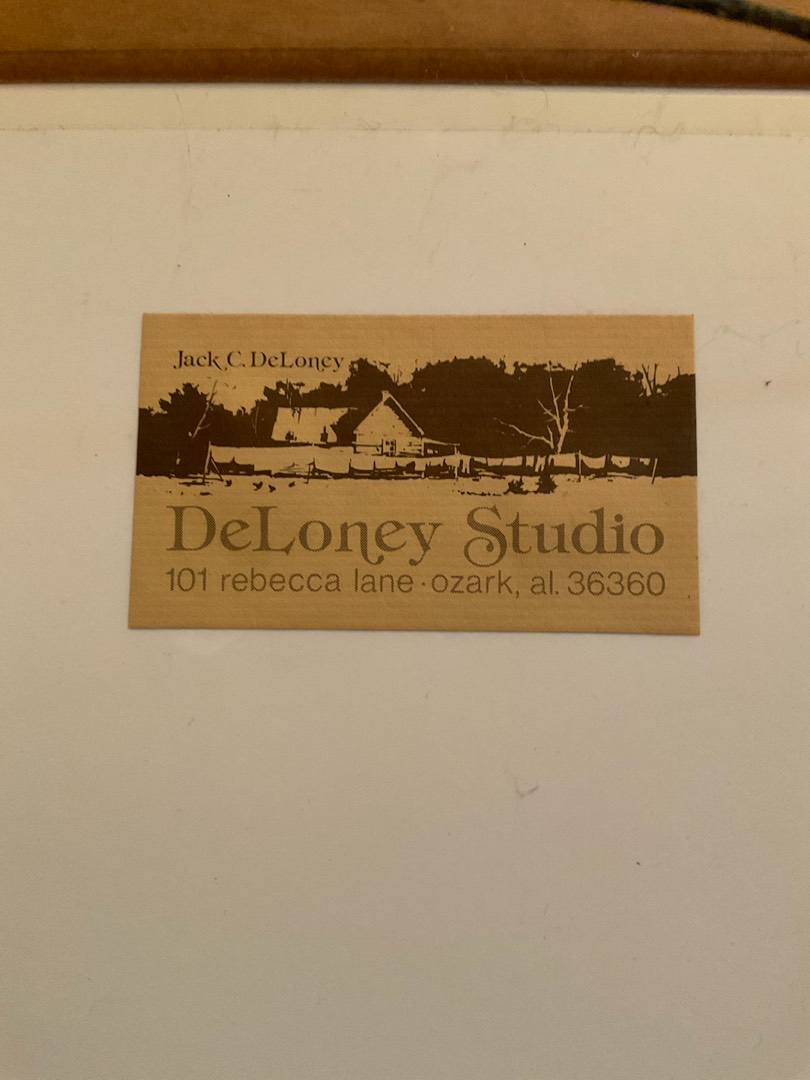 Jack C. DeLoney
DeLoney Studio
101 rebecca lane·ozark, al. 36360